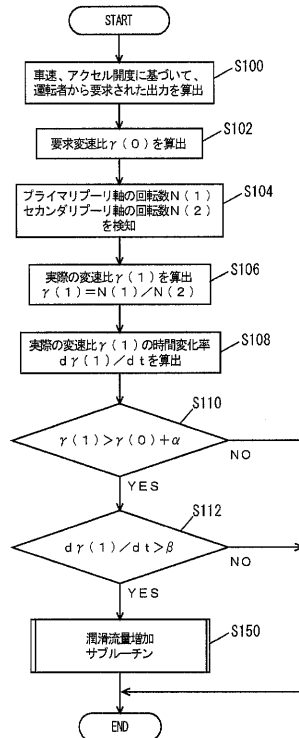 START
車速、アクセル開度に基づいて、
運転者から要求された出力を算出
S100
要求変速比γ(0)を算出
S102
プライマリプーリ軸の回転数N(1)
セカンダリプーリ軸の回転数N(2)
を検知
S104
実際の変速比γ(1)を算出
γ(1)=N(1)/N(2)
S106
実際の変速比γ(1)の時間変化率
dγ(1)/dtを算出
S108
γ(1)>γ(0)+α
S110
NO
YES
dγ(1)/dt>β
S112
NO
YES
潤滑流量増加
サブルーチン
S150
END